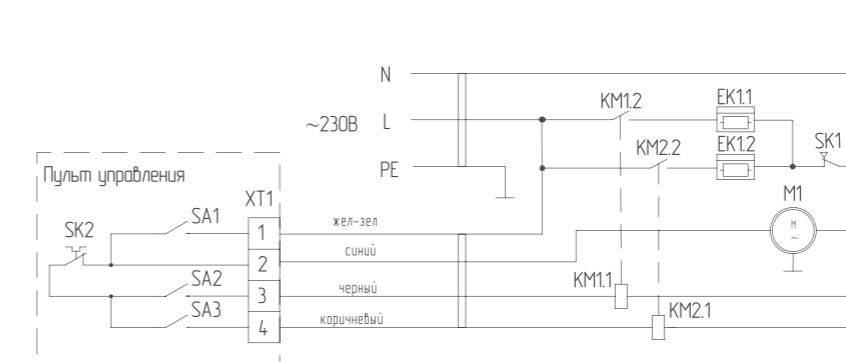 N
~230В L
PE
KM1.2
EK1.1
KM2.2
EK1.2
SK1
M1
M
~
Пульт управления
XT1
SK2
SA1
1
жел-зел
2
синий
SA2
3
черный
KM1.1
SA3
4
коричневый
KM2.1